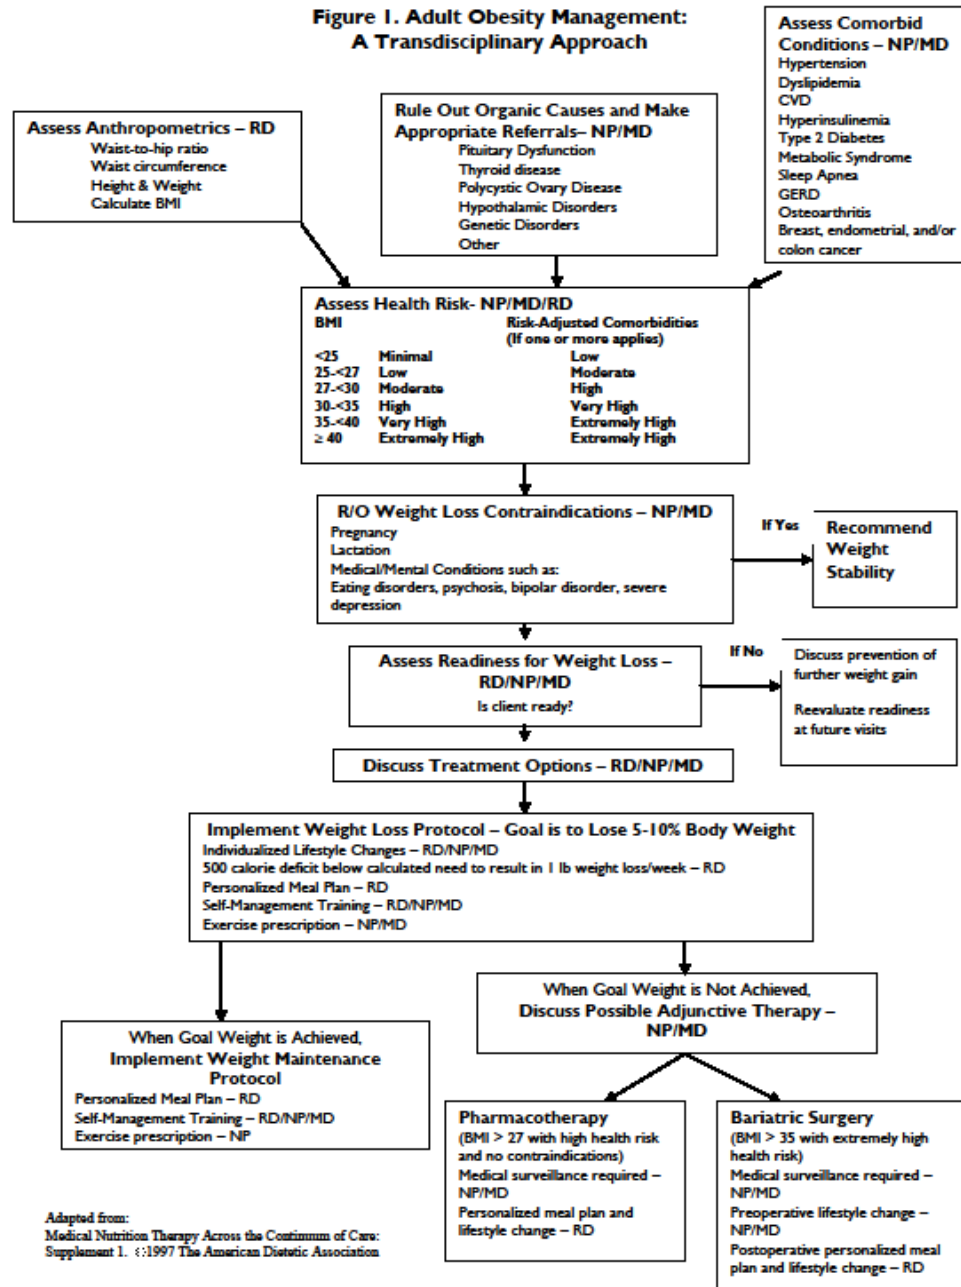 Figure 1. Adult Obesity Management:
A Transdisciplinary Approach
Assess Anthropometrics – RD
Waist-to-hip ratio
Waist circumference
Height & Weight
Calculate BMI
Rule Out Organic Causes and Make
Appropriate Referrals– NP/MD
Pituitary Dysfunction
Thyroid disease
Polycystic Ovary Disease
Hypothalamic Disorders
Genetic Disorders
Other
Assess Comorbid
Conditions – NP/MD
Hypertension
Dyslipidemia
CVD
Hyperinsulinemia
Type 2 Diabetes
Metabolic Syndrome
Sleep Apnea
GERD
Osteoarthritis
Breast, endometrial, and/or
colon cancer
Assess Health Risk- NP/MD/RD
BMI Risk-Adjusted Comorbidities
(If one or more applies)
<25 Minimal Low
25-<27 Low Moderate
27-<30 Moderate High
30-<35 High Very High
35-<40 Very High Extremely High
≥ 40 Extremely High Extremely High
R/O Weight Loss Contraindications – NP/MD
Pregnancy
Lactation
Medical/Mental Conditions such as:
Eating disorders, psychosis, bipolar disorder, severe
depression
If Yes
Recommend
Weight
Stability
Assess Readiness for Weight Loss –
RD/NP/MD
Is client ready?
If No
Discuss prevention of
further weight gain
Reevaluate readiness
at future visits
Discuss Treatment Options – RD/NP/MD
Implement Weight Loss Protocol – Goal is to Lose 5-10% Body Weight
Individualized Lifestyle Changes – RD/NP/MD
500 calorie deficit below calculated need to result in 1 lb weight loss/week – RD
Personalized Meal Plan – RD
Self-Management Training – RD/NP/MD
Exercise prescription – NP/MD
When Goal Weight is Achieved,
Implement Weight Maintenance
Protocol
Personalized Meal Plan – RD
Self-Management Training – RD/NP/MD
Exercise prescription – NP
When Goal Weight is Not Achieved,
Discuss Possible Adjunctive Therapy –
NP/MD
Pharmacotherapy
(BMI > 27 with high health risk
and no contraindications)
Medical surveillance required –
NP/MD
Personalized meal plan and
lifestyle change – RD
Bariatric Surgery
(BMI > 35 with extremely high
health risk)
Medical surveillance required –
NP/MD
Preoperative lifestyle change –
NP/MD
Postoperative personalized meal
plan and lifestyle change – RD
Adapted from:
Medical Nutrition Therapy Across the Continuum of Care:
Supplement 1. ©1997 The American Dietetic Association